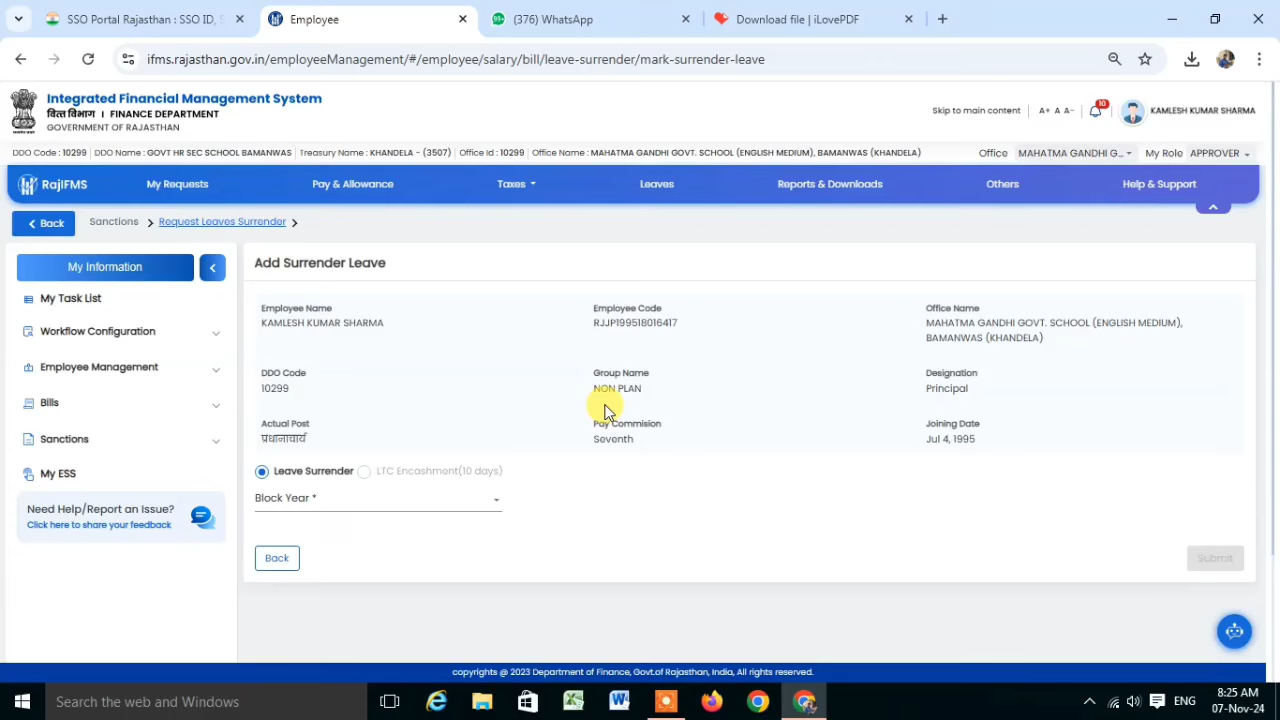 SSO Portal Rajasthan : SSO ID, S
Employee
(376) WhatsApp
Download file | iLovePDF
ifms.rajasthan.gov.in/employeeManagement/#/employee/salary/bill/leave-surrender/mark-surrender-leave
Integrated Financial Management System
वित्त विभाग । FINANCE DEPARTMENT
GOVERNMENT OF RAJASTHAN
Skip to main content
A+ A A-
10
KAMLESH KUMAR SHARMA
DDO Code : 10299 | DDO Name : GOVT HR SEC SCHOOL BAMANWAS | Treasury Name : KHANDELA - (3507) | Office Id : 10299 | Office Name : MAHATMA GANDHI GOVT. SCHOOL (ENGLISH MEDIUM), BAMANWAS (KHANDELA)
Office MAHATMA GANDHI G... My Role APPROVER
RajIFMS
My Requests
Pay & Allowance
Taxes
Leaves
Reports & Downloads
Others
Help & Support
Back
Sanctions
Request Leaves Surrender
My Information
My Task List
Workflow Configuration
Employee Management
Bills
Sanctions
My ESS
Need Help/Report an Issue?
Click here to share your feedback
Add Surrender Leave
Employee Name
KAMLESH KUMAR SHARMA
Employee Code
RJJP199518016417
Office Name
MAHATMA GANDHI GOVT. SCHOOL (ENGLISH MEDIUM),
BAMANWAS (KHANDELA)
DDO Code
10299
Group Name
NON PLAN
Designation
Principal
Actual Post
प्रधानाचार्य
Pay Commision
Seventh
Joining Date
Jul 4, 1995
Leave Surrender
LTC Encashment(10 days)
Block Year *
Back
Submit
copyrights @ 2023 Department of Finance, Govt.of Rajasthan, India, All rights reserved.
Search the web and Windows
ENG
8:25 AM
07-Nov-24